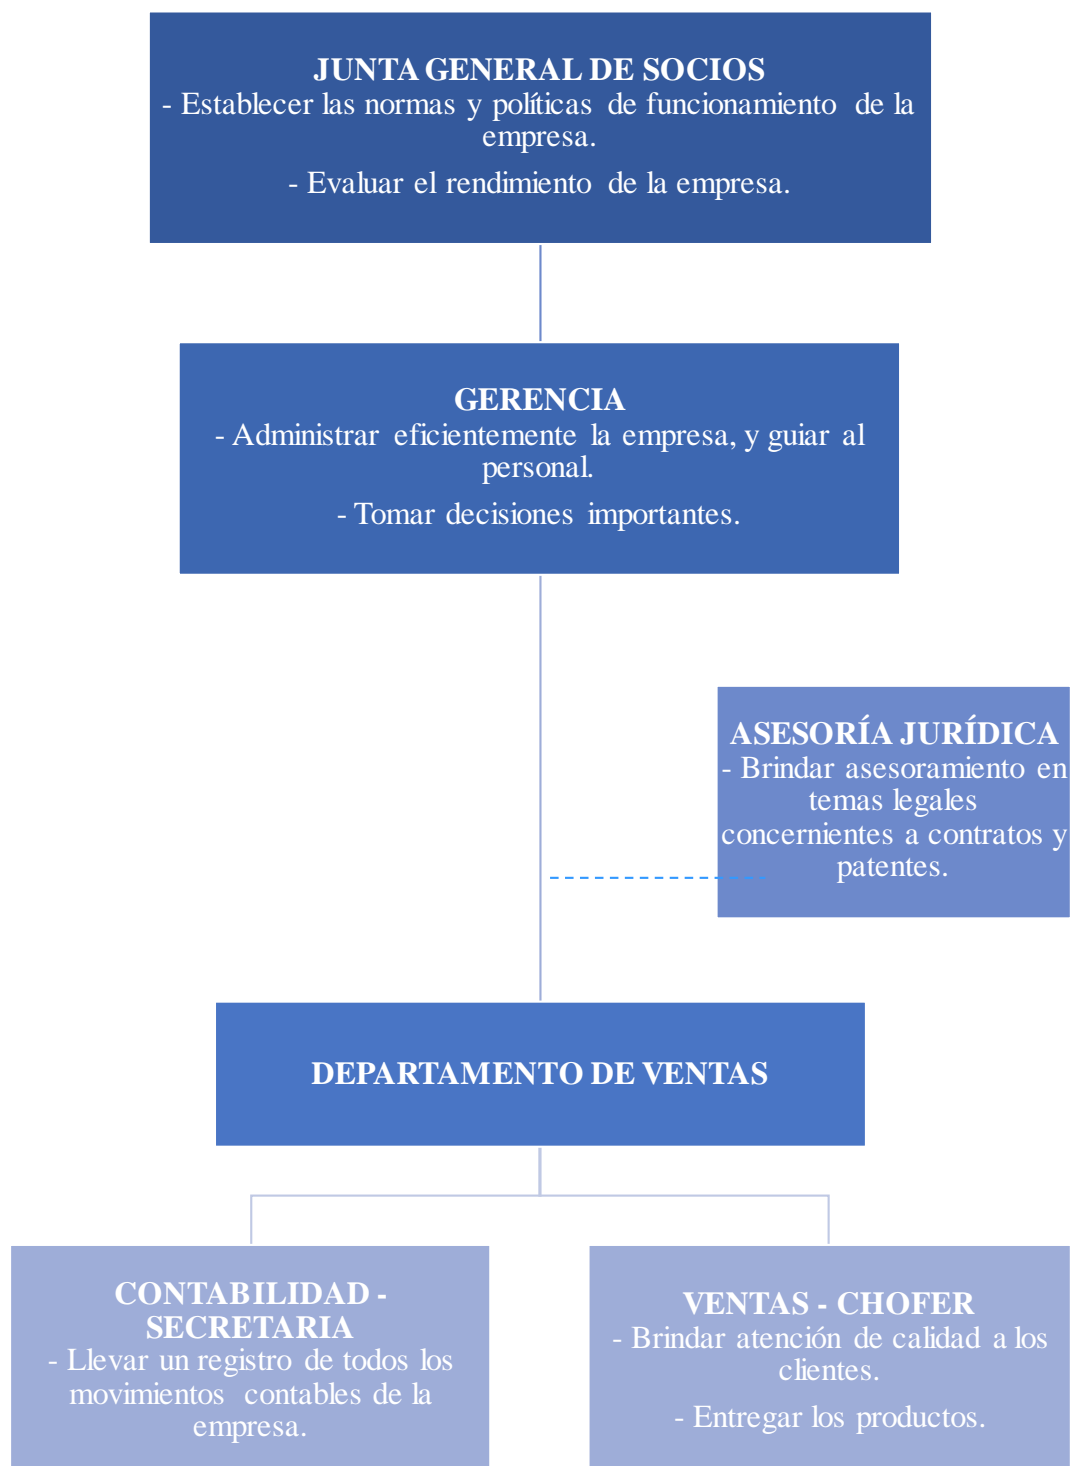 JUNTA GENERAL DE SOCIOS
- Establecer las normas y políticas de funcionamiento de la
empresa.
- Evaluar el rendimiento de la empresa.
GERENCIA
- Administrar eficientemente la empresa, y guiar al
personal.
- Tomar decisiones importantes.
ASESORÍA JURÍDICA
- Brindar asesoramiento en
temas legales
concernientes a contratos y
patentes.
DEPARTAMENTO DE VENTAS
CONTABILIDAD -
SECRETARIA
- Llevar un registro de todos los
movimientos contables de la
empresa.
VENTAS - CHOFER
- Brindar atención de calidad a los
clientes.
- Entregar los productos.